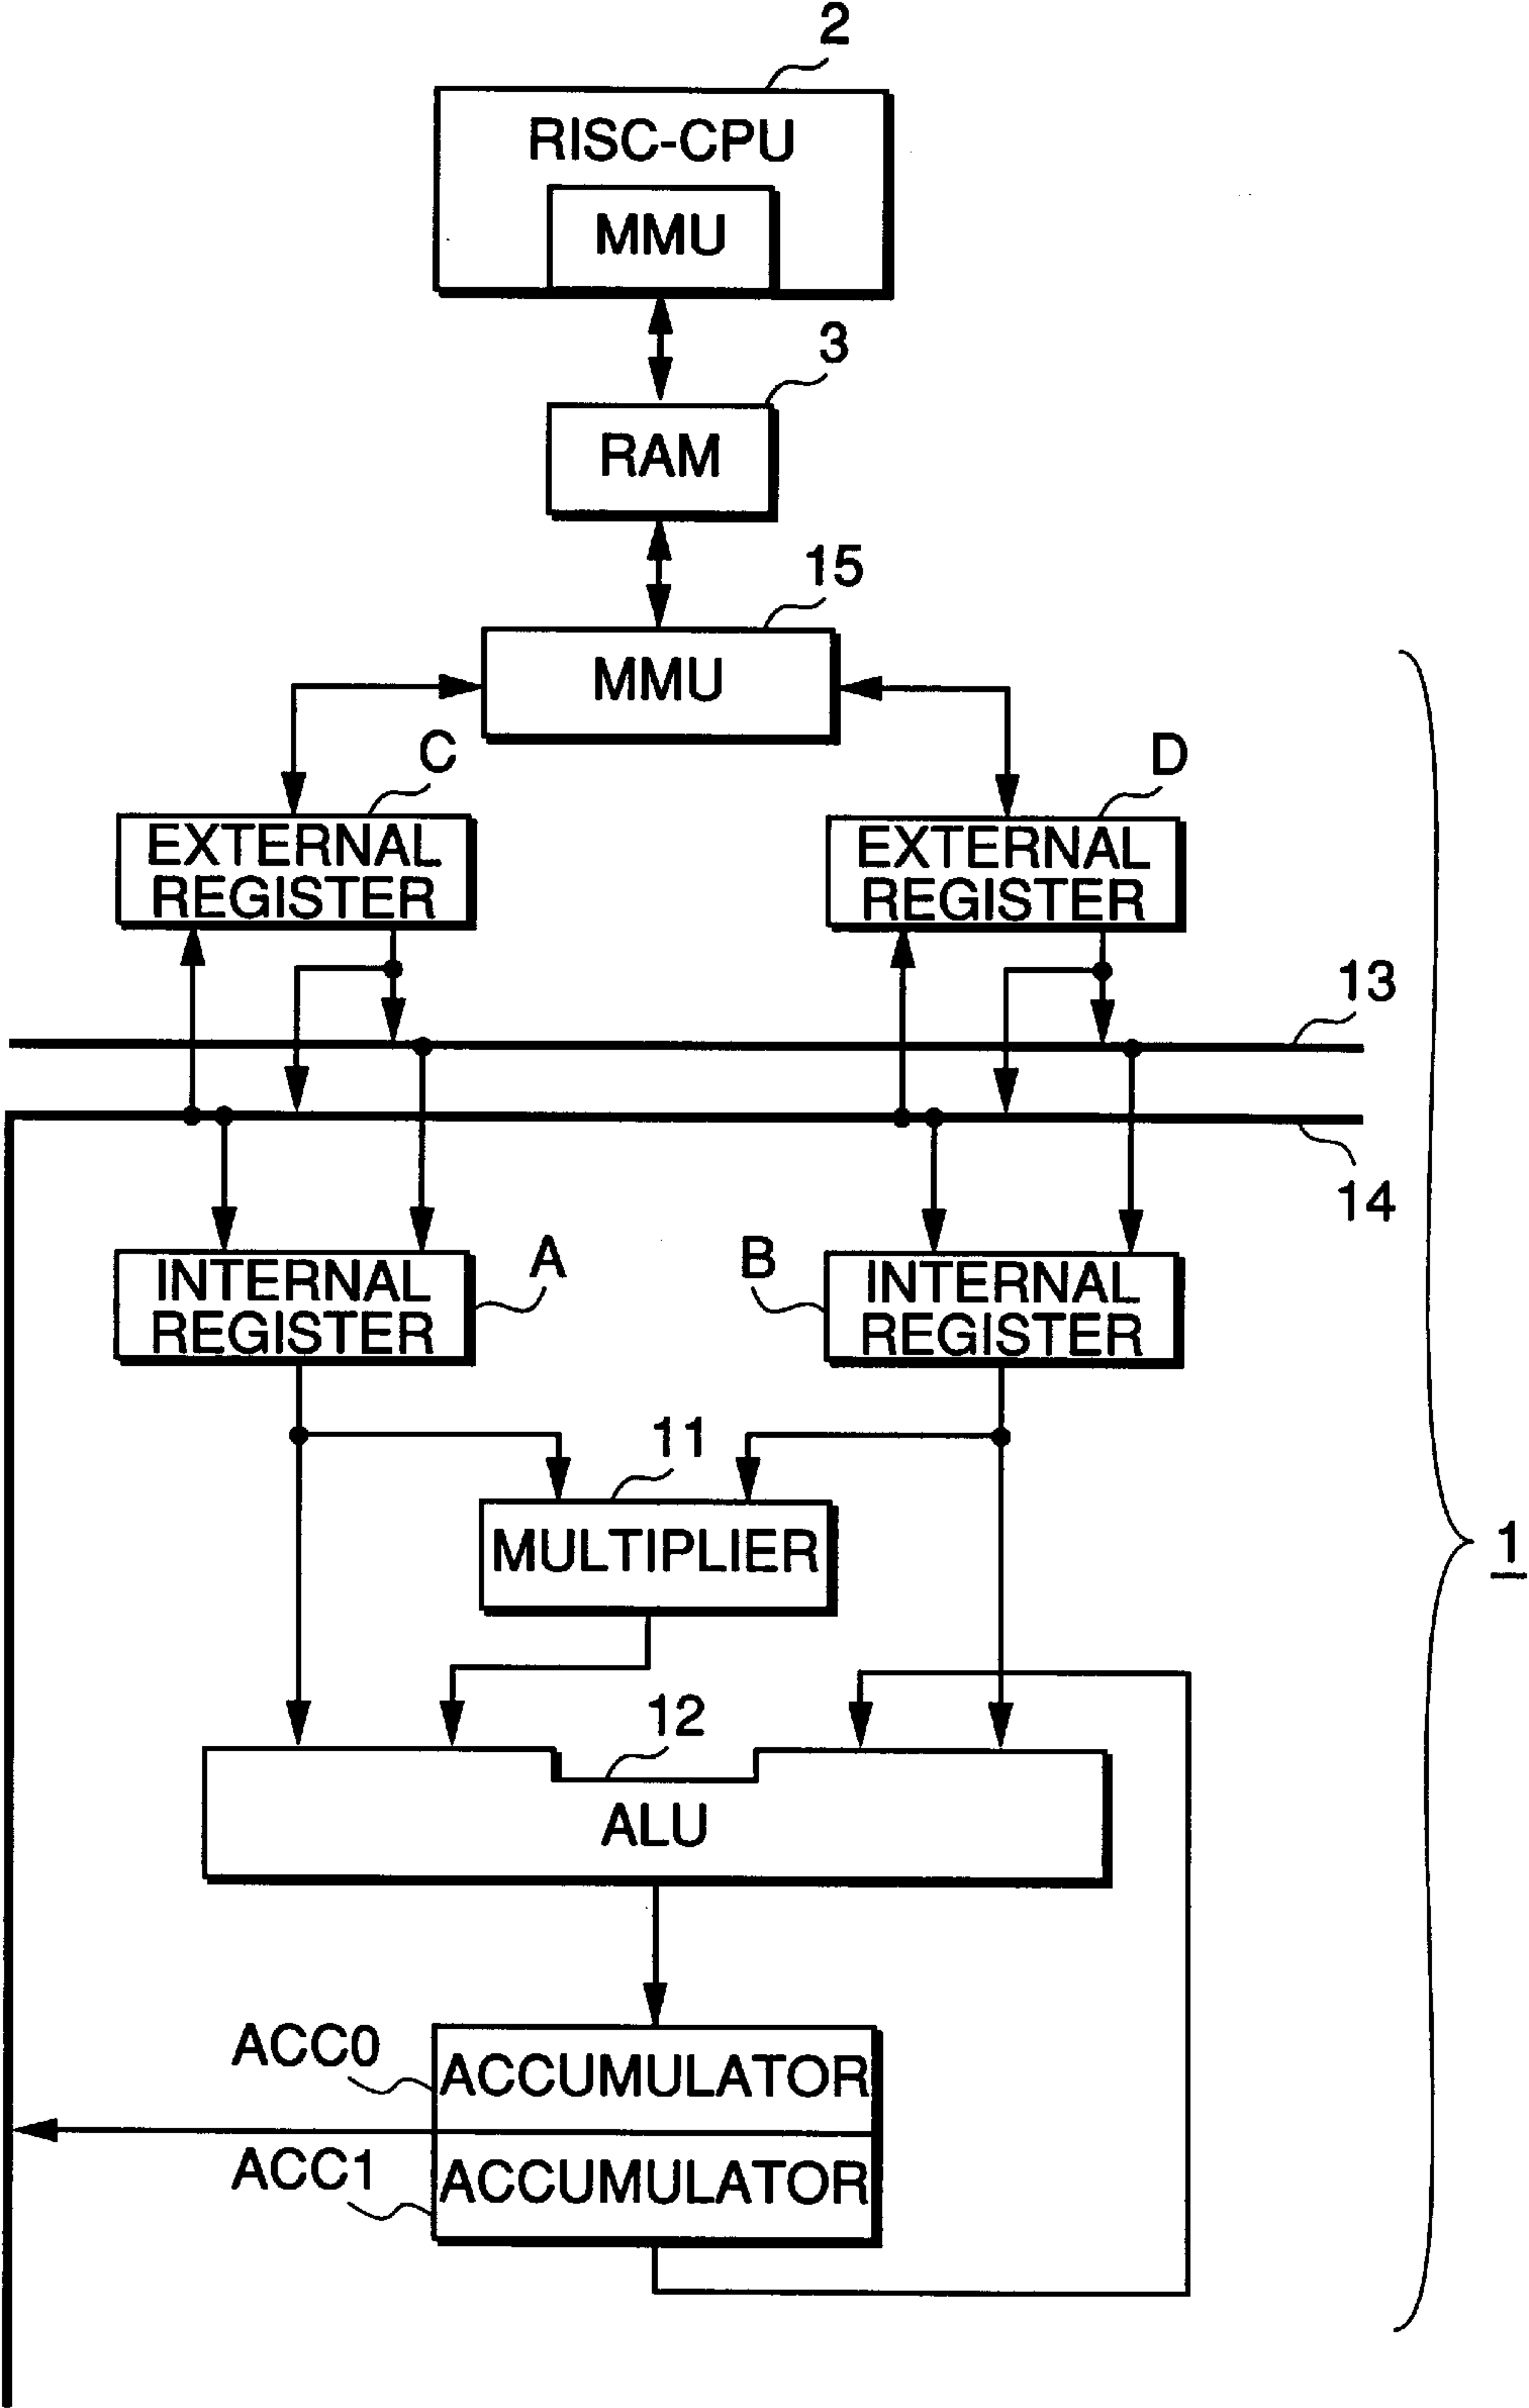 2
RISC-CPU
MMU
3
RAM
15
MMU
C
D
EXTERNAL
REGISTER
EXTERNAL
REGISTER
13
14
A
B
INTERNAL
REGISTER
INTERNAL
REGISTER
11
MULTIPLIER
1
12
ALU
ACC0
ACCUMULATOR
ACC1
ACCUMULATOR